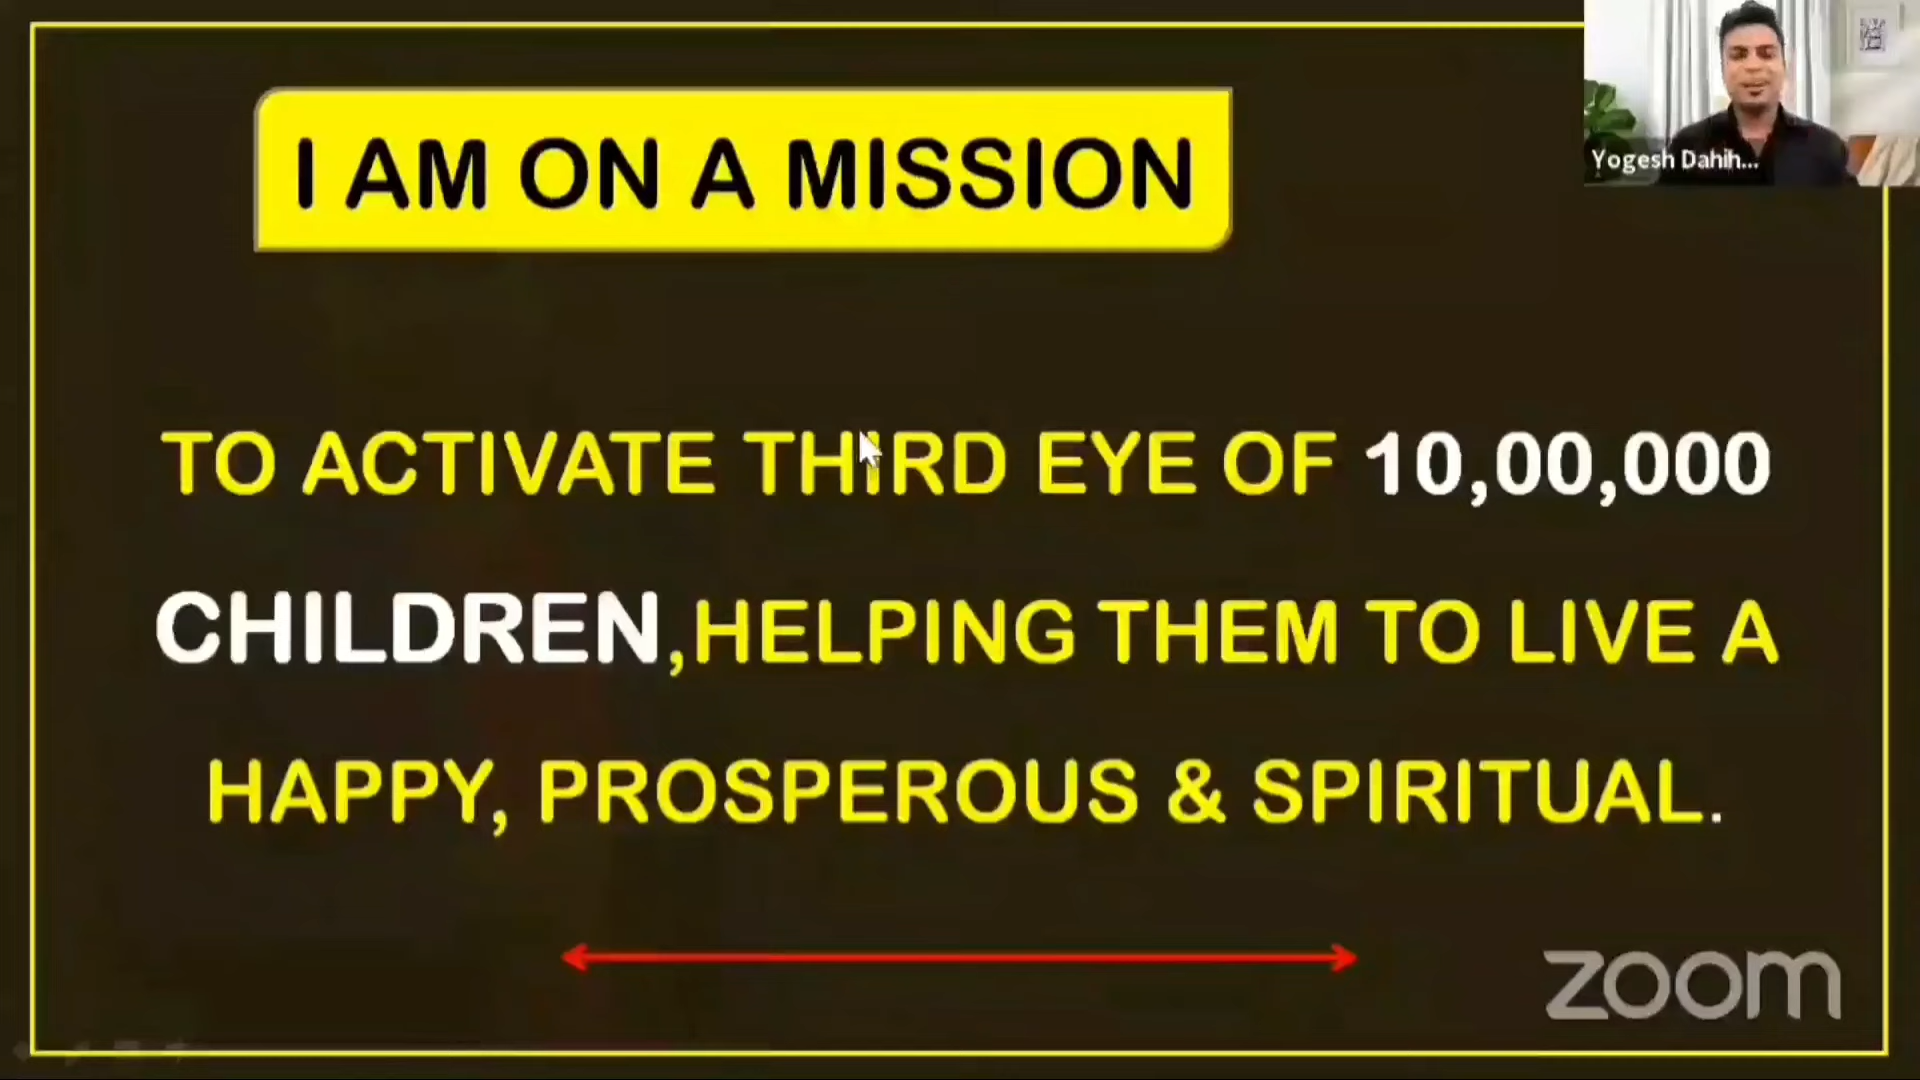 I AM ON A MISSION
Yogesh Dahih...
TO ACTIVATE THIRD EYE OF 10,00,000
CHILDREN,HELPING THEM TO LIVE A
HAPPY, PROSPEROUS & SPIRITUAL.
zoom